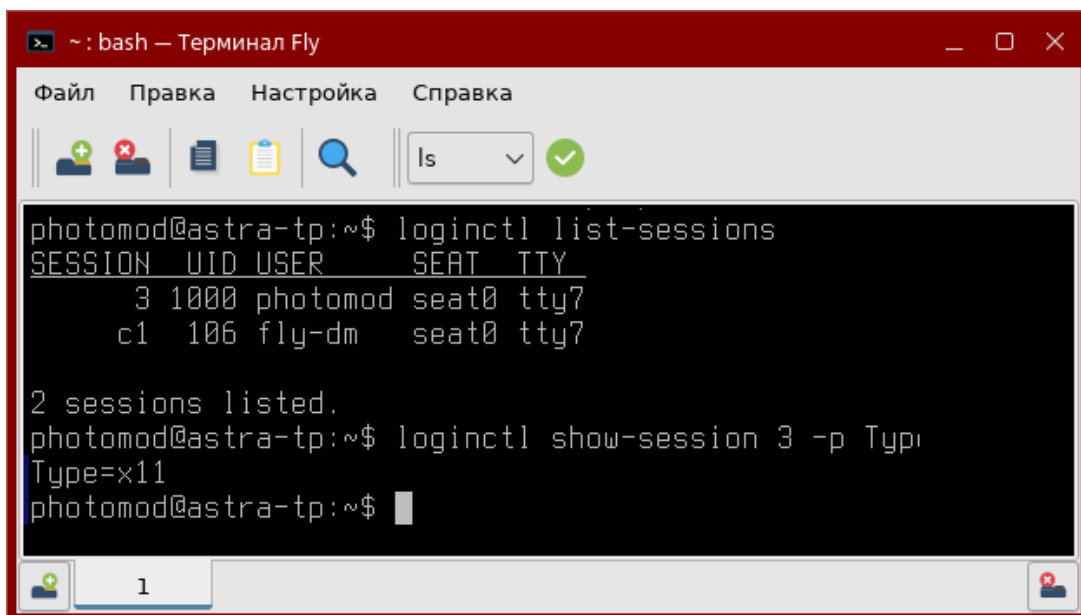 ~ : bash — Терминал Fly
Файл Правка Настройка Справка
ls
photomod@astra-tp:~$ loginctl list-sessions
SESSION UID USER SEAT TTY
3 1000 photomod seat0 tty7
c1 106 fly-dm seat0 tty7
2 sessions listed.
photomod@astra-tp:~$ loginctl show-session 3 -p
Type=x11
photomod@astra-tp:~$
1